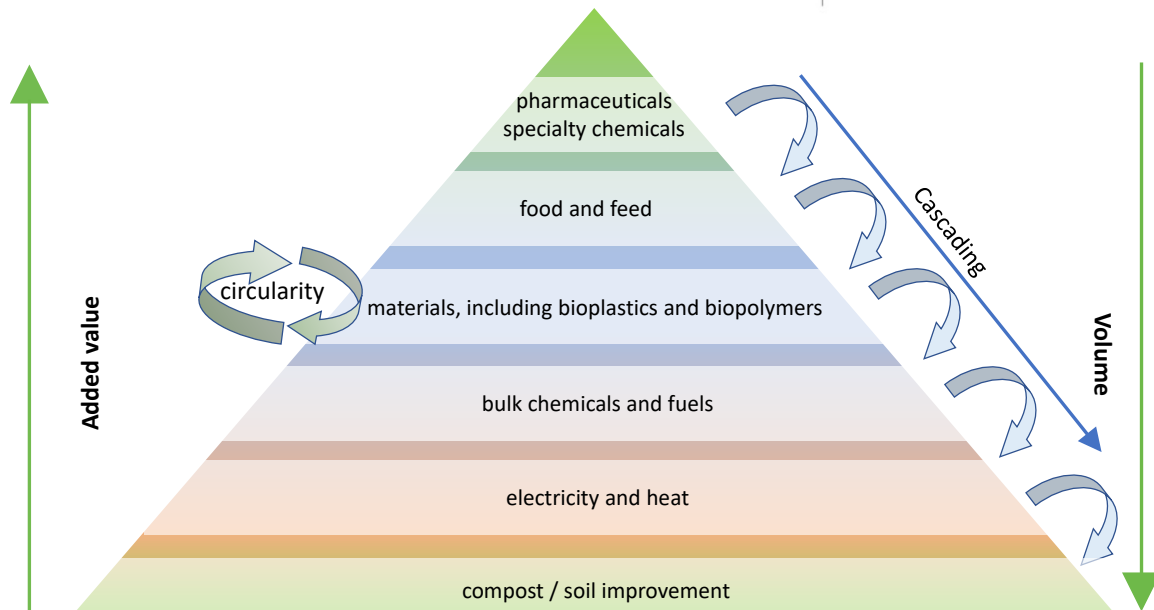 pharmaceuticals
specialty chemicals
food and feed
Cascading
circularity
materials, including bioplastics and biopolymers
Added value
Volume
bulk chemicals and fuels
electricity and heat
compost / soil improvement